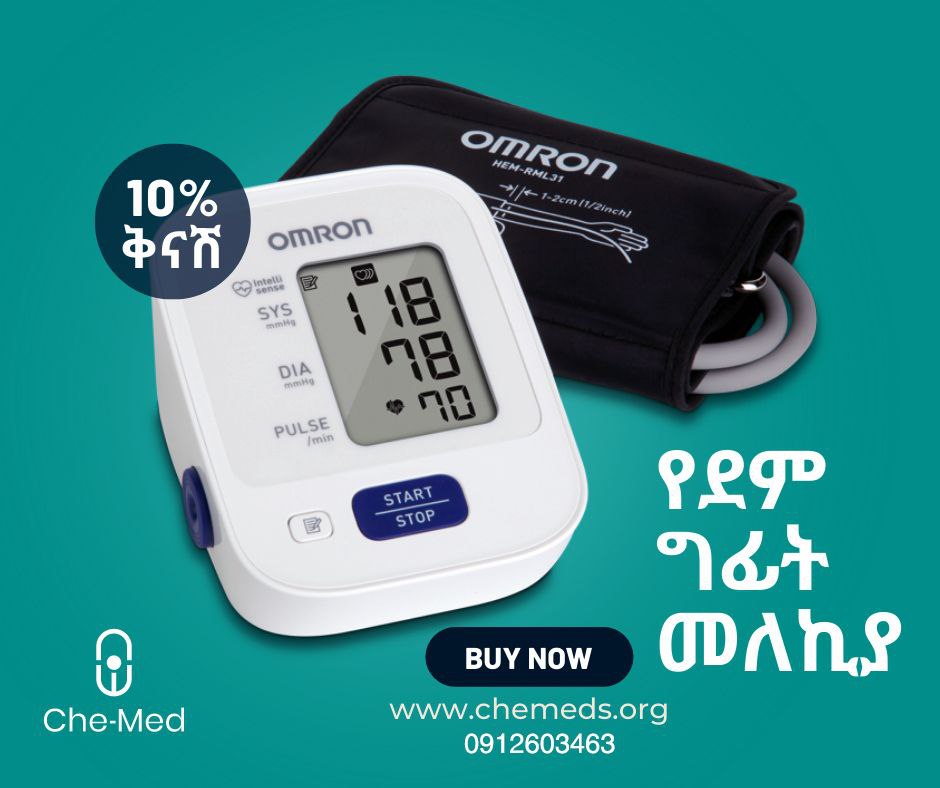 10%
ቅናሽ
OMRON
HEM-RML31
1-2cm (1/2inch)
OMRON
Intelli
sense
SYS
mmHg
118
DIA
mmHg
78
PULSE
/min
70
START
STOP
የደም
ግፊት
መለኪያ
BUY NOW
www.chemeds.org
0912603463
Che-Med